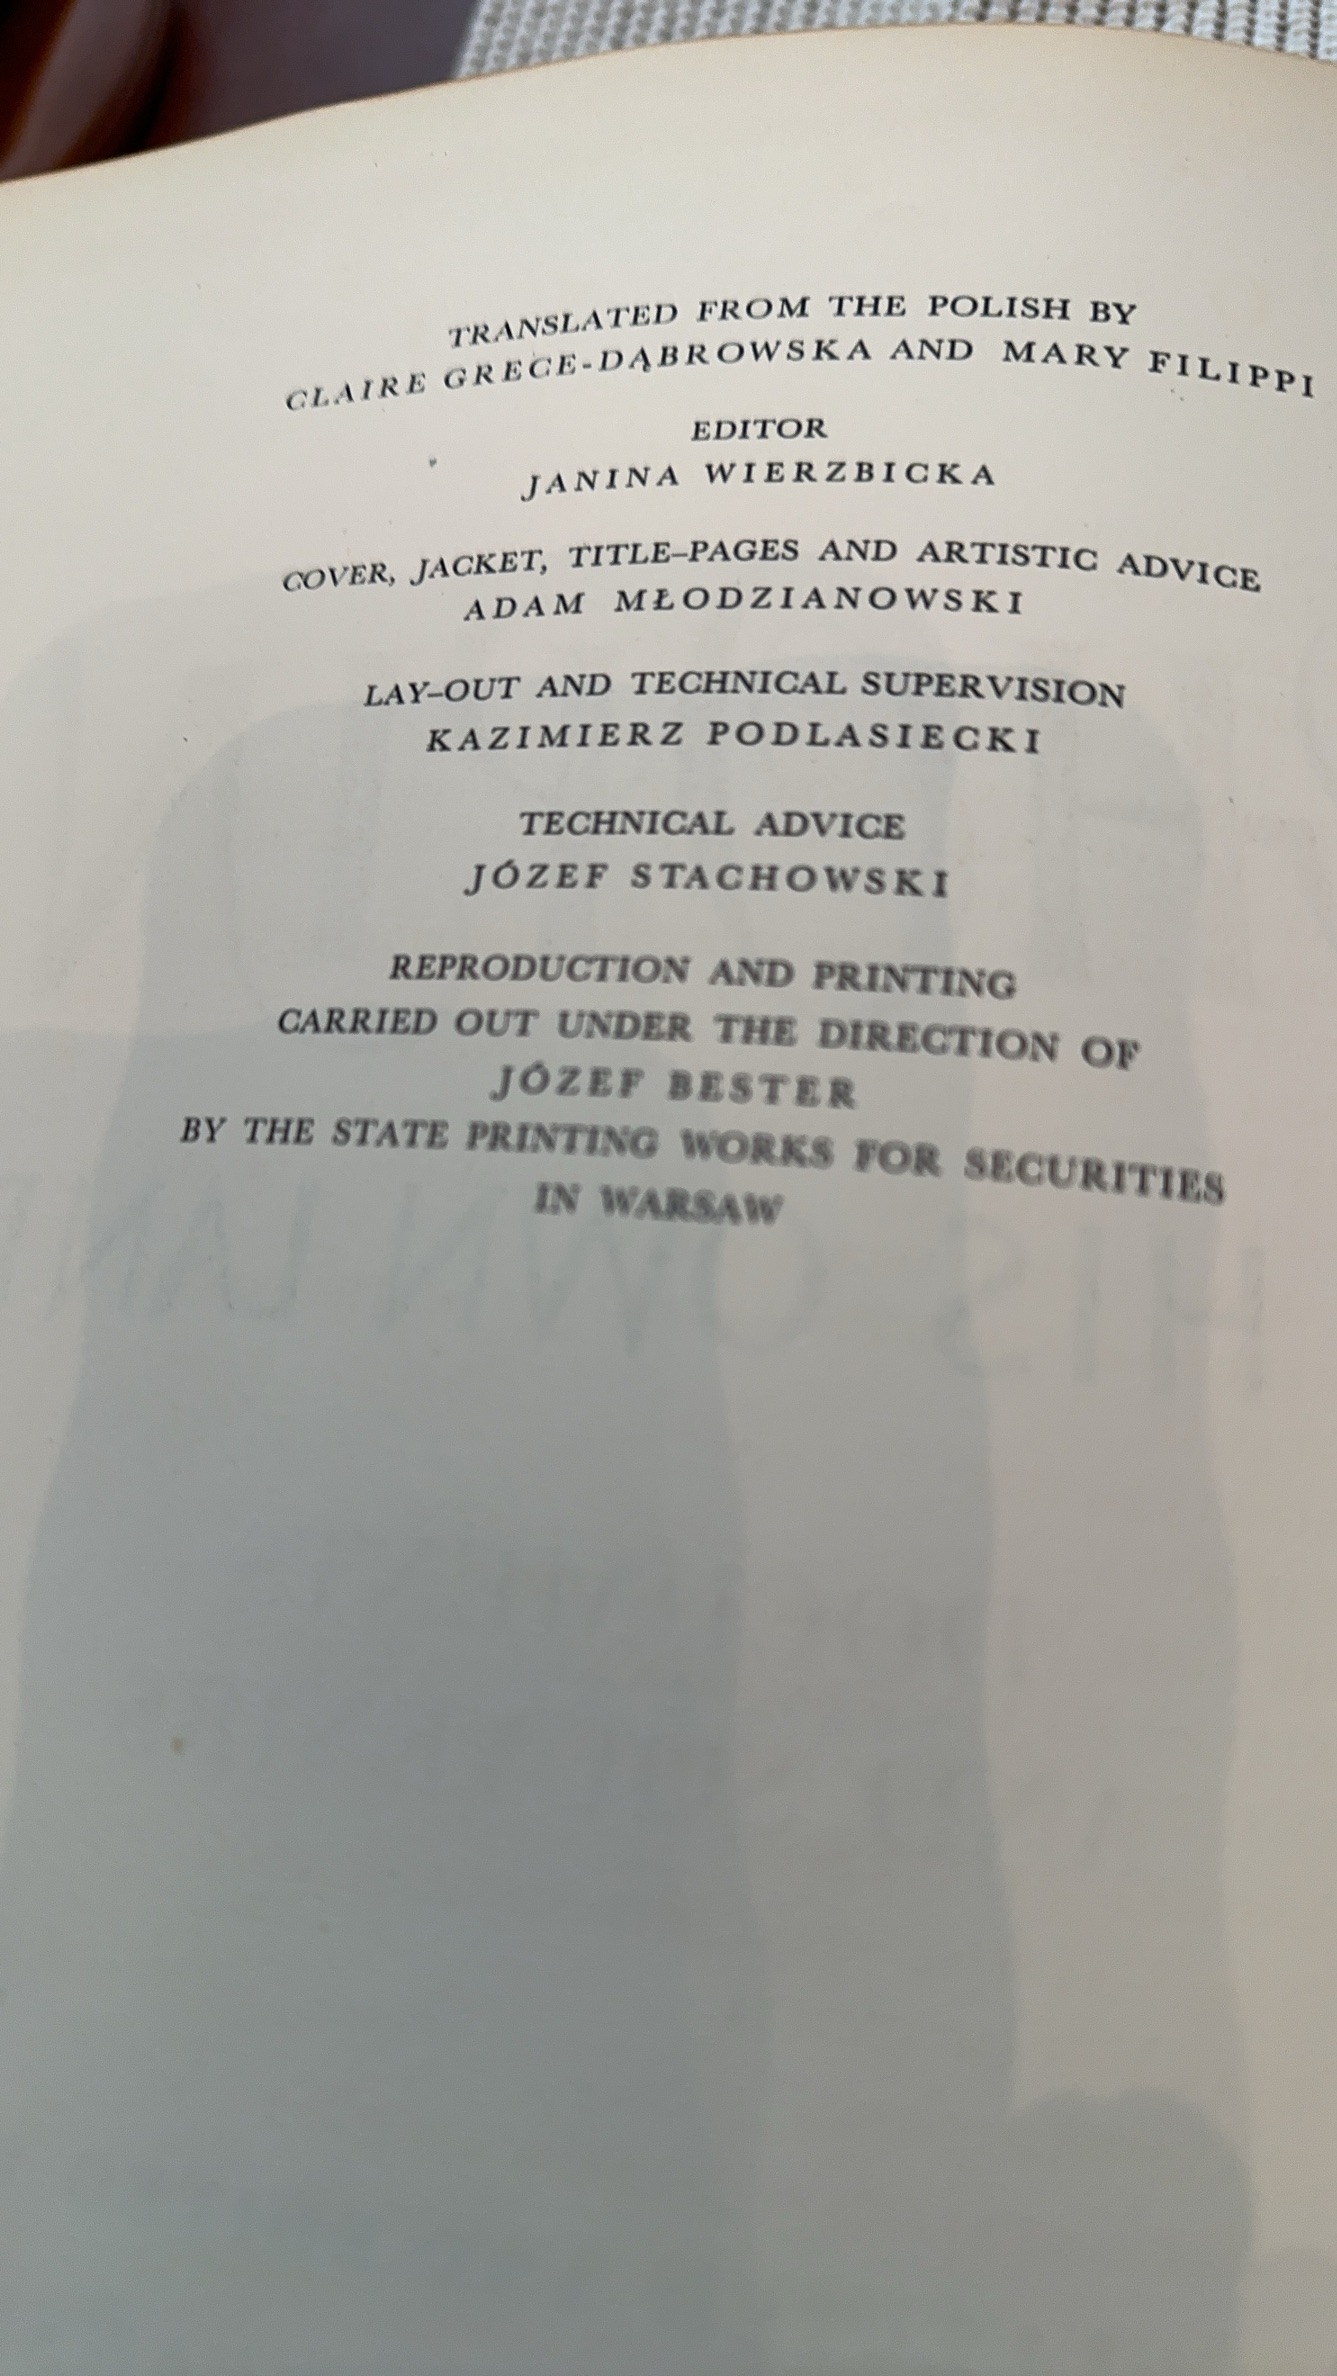 TRANSLATED FROM THE POLISH BY
CLAIRE GRECE-DĄBROWSKA AND MARY FILIPPI
EDITOR
JANINA WIERZBICKA
COVER, JACKET, TITLE–PAGES AND ARTISTIC ADVICE
ADAM MŁODZIANOWSKI
LAY–OUT AND TECHNICAL SUPERVISION
KAZIMIERZ PODLASIECKI
TECHNICAL ADVICE
JÓZEF STACHOWSKI
REPRODUCTION AND PRINTING
CARRIED OUT UNDER THE DIRECTION OF
JÓZEF BESTER
BY THE STATE PRINTING WORKS FOR SECURITIES
IN WARSAW
HIS OWN